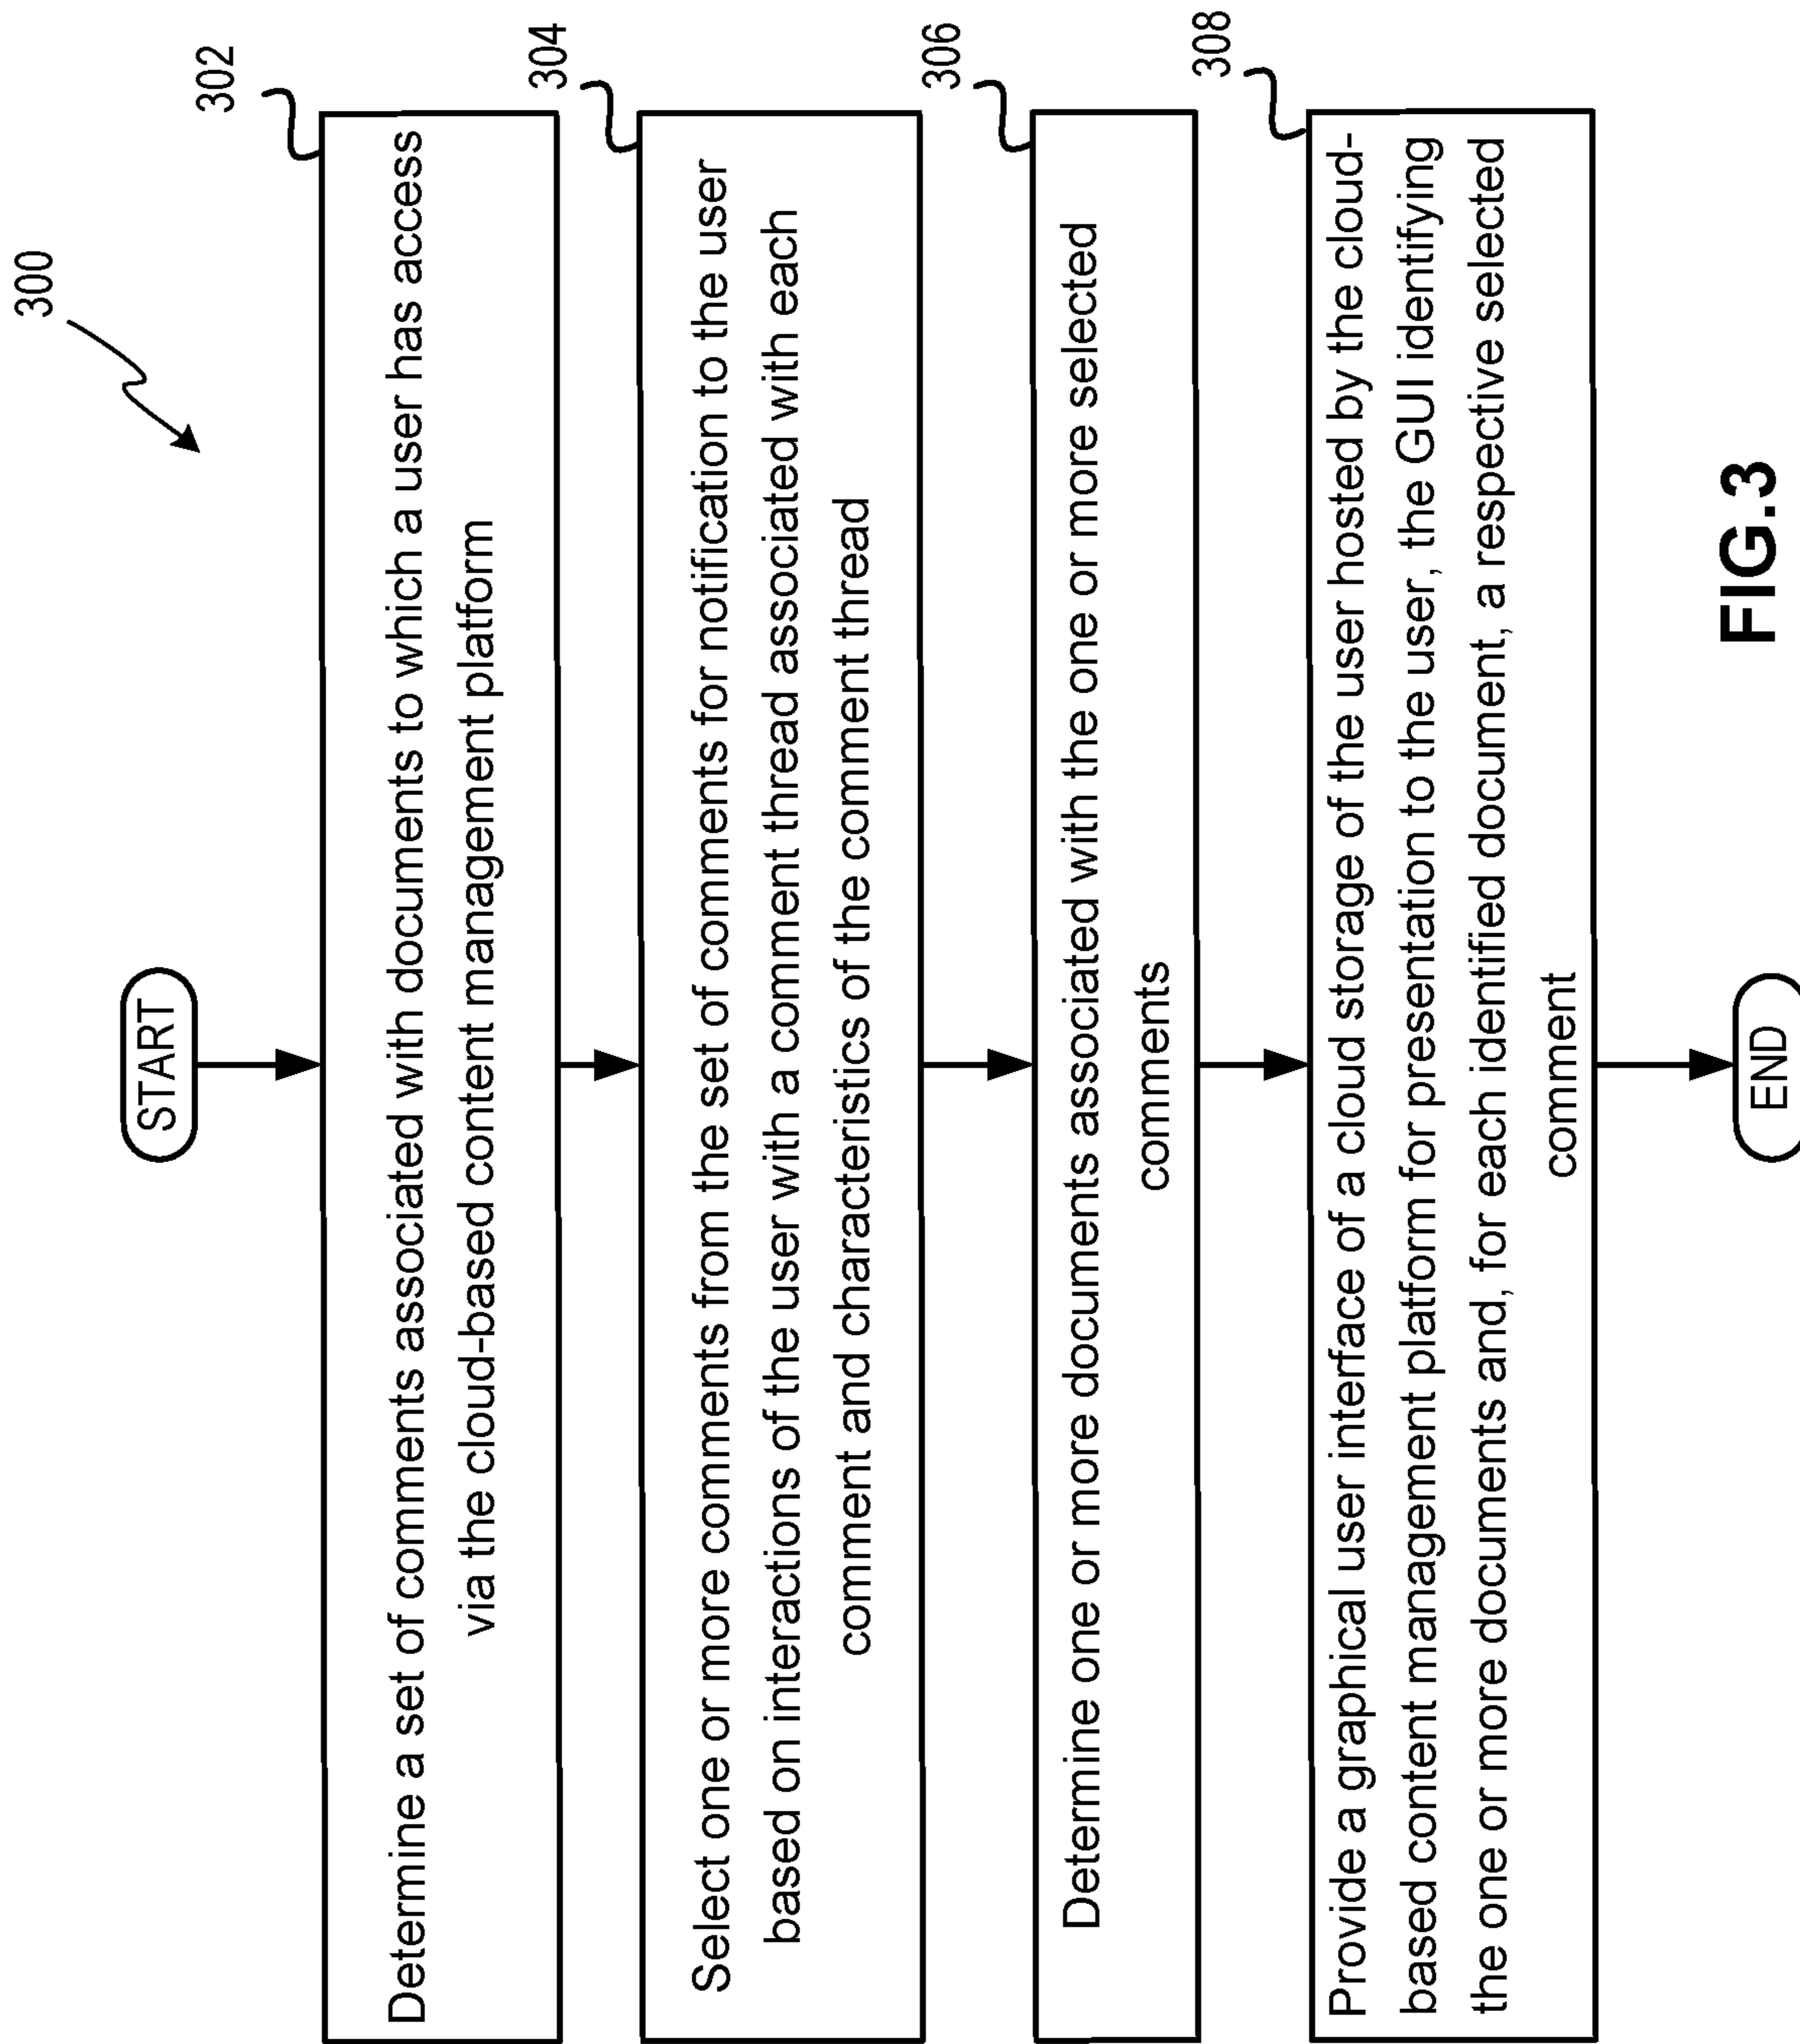 300
START
302
Determine a set of comments associated with documents to which a user has access
via the cloud-based content management platform
304
Select one or more comments from the set of comments for notification to the user
based on interactions of the user with a comment thread associated with each
comment and characteristics of the comment thread
306
Determine one or more documents associated with the one or more selected
comments
308
Provide a graphical user interface of a cloud storage of the user hosted by the cloud-
based content management platform for presentation to the user, the GUI identifying
the one or more documents and, for each identified document, a respective selected
comment
END
FIG.3